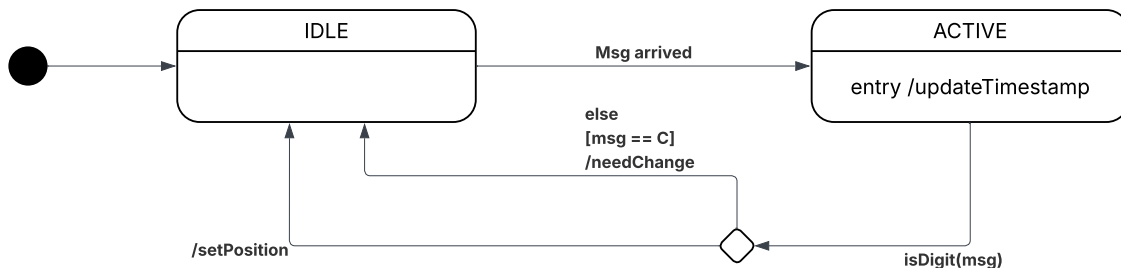 IDLE
ACTIVE
Msg arrived
entry /updateTimestamp
else
[msg == C]
/needChange
/setPosition
isDigit(msg)